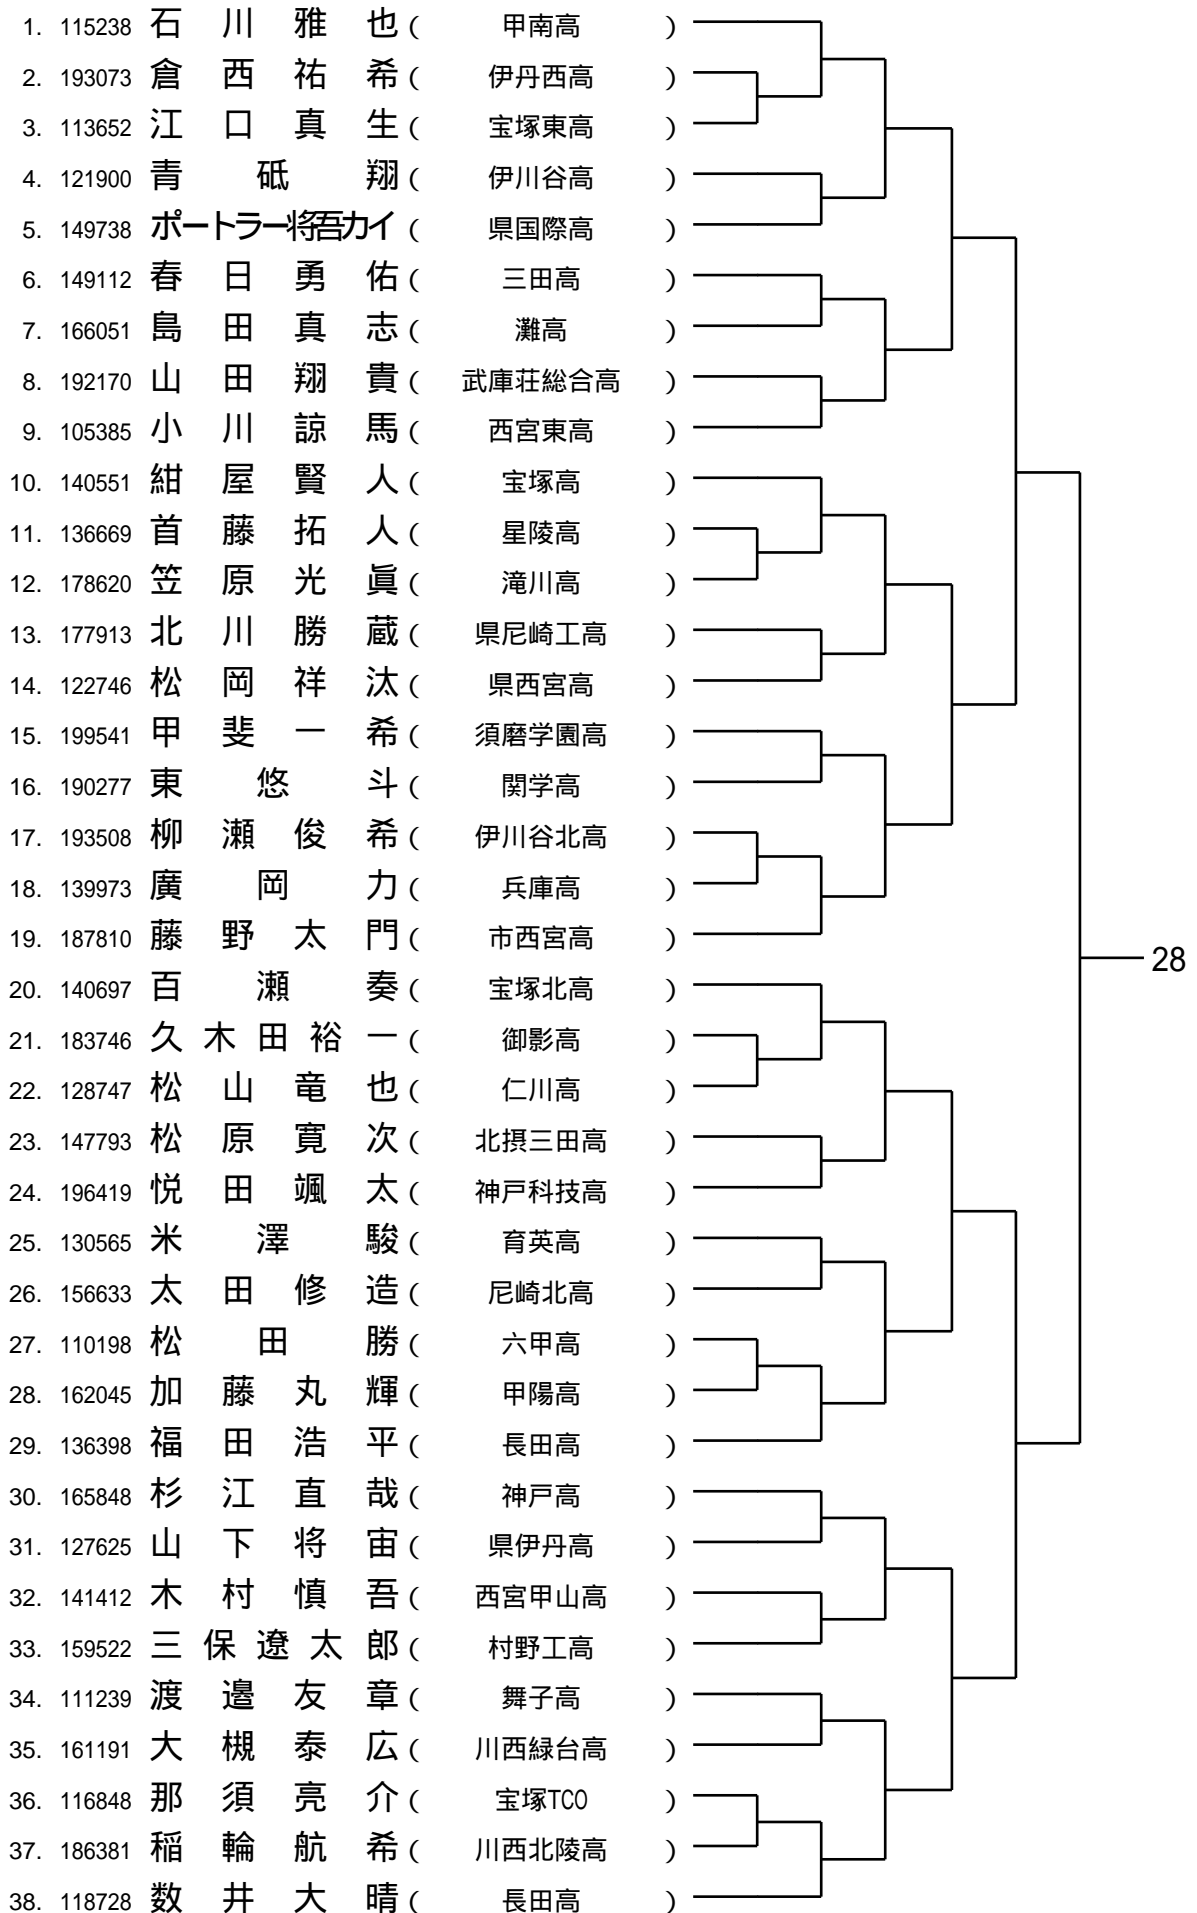 1. 115238 石川雅也 ( 甲南高 )
2. 193073 倉西祐希 ( 伊丹西高 )
3. 113652 江口真生 ( 宝塚東高 )
4. 121900 青砥翔 ( 伊川谷高 )
5. 149738 ポートラー将吾カイ ( 県国際高 )
6. 149112 春日勇佑 ( 三田高 )
7. 166051 島田真志 ( 灘高 )
8. 192170 山田翔貴 ( 武庫荘総合高 )
9. 105385 小川諒馬 ( 西宮東高 )
10. 140551 紺屋賢人 ( 宝塚高 )
11. 136669 首藤拓人 ( 星陵高 )
12. 178620 笠原光眞 ( 滝川高 )
13. 177913 北川勝蔵 ( 県尼崎工高 )
14. 122746 松岡祥汰 ( 県西宮高 )
15. 199541 甲斐一希 ( 須磨学園高 )
16. 190277 東悠斗 ( 関学高 )
17. 193508 柳瀬俊希 ( 伊川谷北高 )
18. 139973 廣岡力 ( 兵庫高 )
19. 187810 藤野太門 ( 市西宮高 )
28
20. 140697 百瀬奏 ( 宝塚北高 )
21. 183746 久木田裕一 ( 御影高 )
22. 128747 松山竜也 ( 仁川高 )
23. 147793 松原寛次 ( 北摂三田高 )
24. 196419 悦田颯太 ( 神戸科技高 )
25. 130565 米澤駿 ( 育英高 )
26. 156633 太田修造 ( 尼崎北高 )
27. 110198 松田勝 ( 六甲高 )
28. 162045 加藤丸輝 ( 甲陽高 )
29. 136398 福田浩平 ( 長田高 )
30. 165848 杉江直哉 ( 神戸高 )
31. 127625 山下将宙 ( 県伊丹高 )
32. 141412 木村慎吾 ( 西宮甲山高 )
33. 159522 三保遼太郎 ( 村野工高 )
34. 111239 渡邉友章 ( 舞子高 )
35. 161191 大槻泰広 ( 川西緑台高 )
36. 116848 那須亮介 ( 宝塚TCO )
37. 186381 稲輪航希 ( 川西北陵高 )
38. 118728 数井大晴 ( 長田高 )